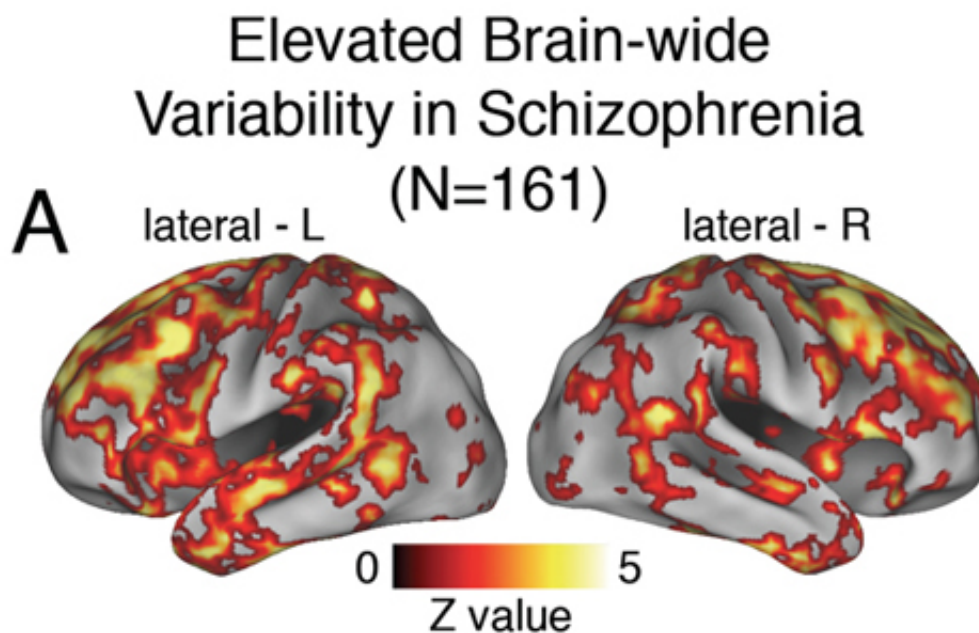 Elevated Brain-wide
Variability in Schizophrenia
(N=161)
A
lateral - L
lateral - R
0
5
Z value